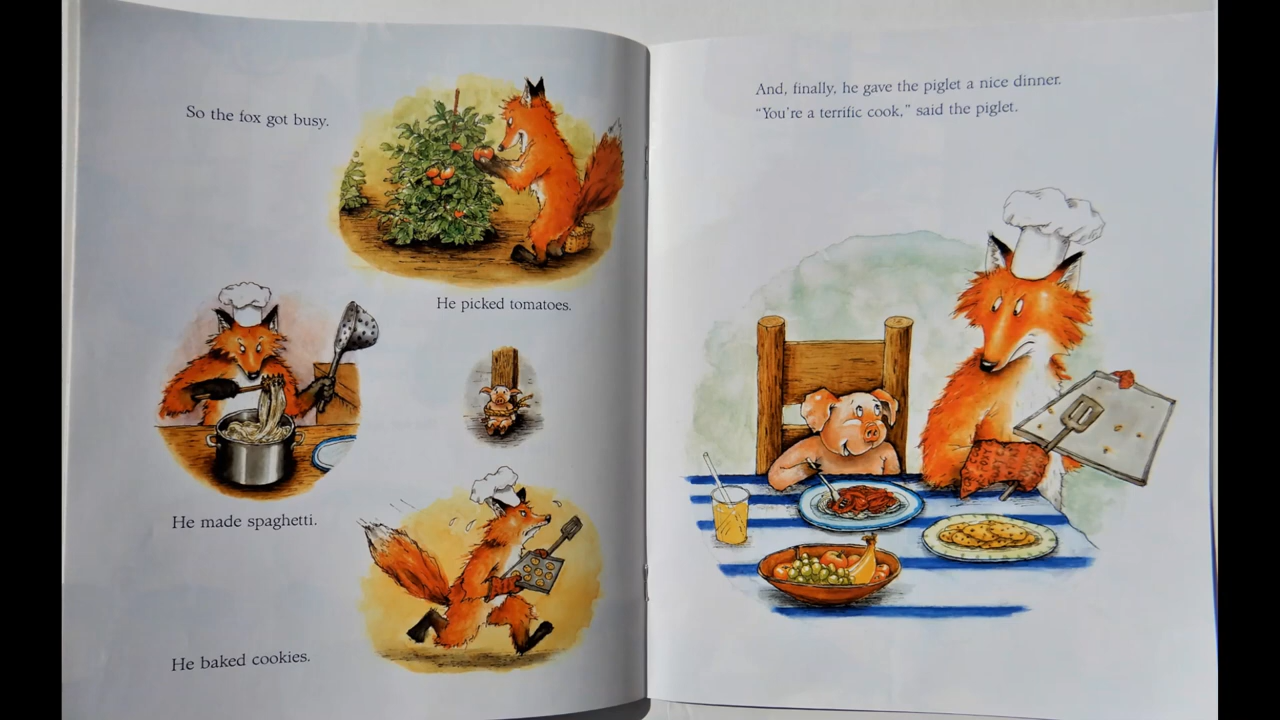 So the fox got busy.
He picked tomatoes.
He made spaghetti.
He baked cookies.
And, finally, he gave the piglet a nice dinner.
“You're a terrific cook,” said the piglet.